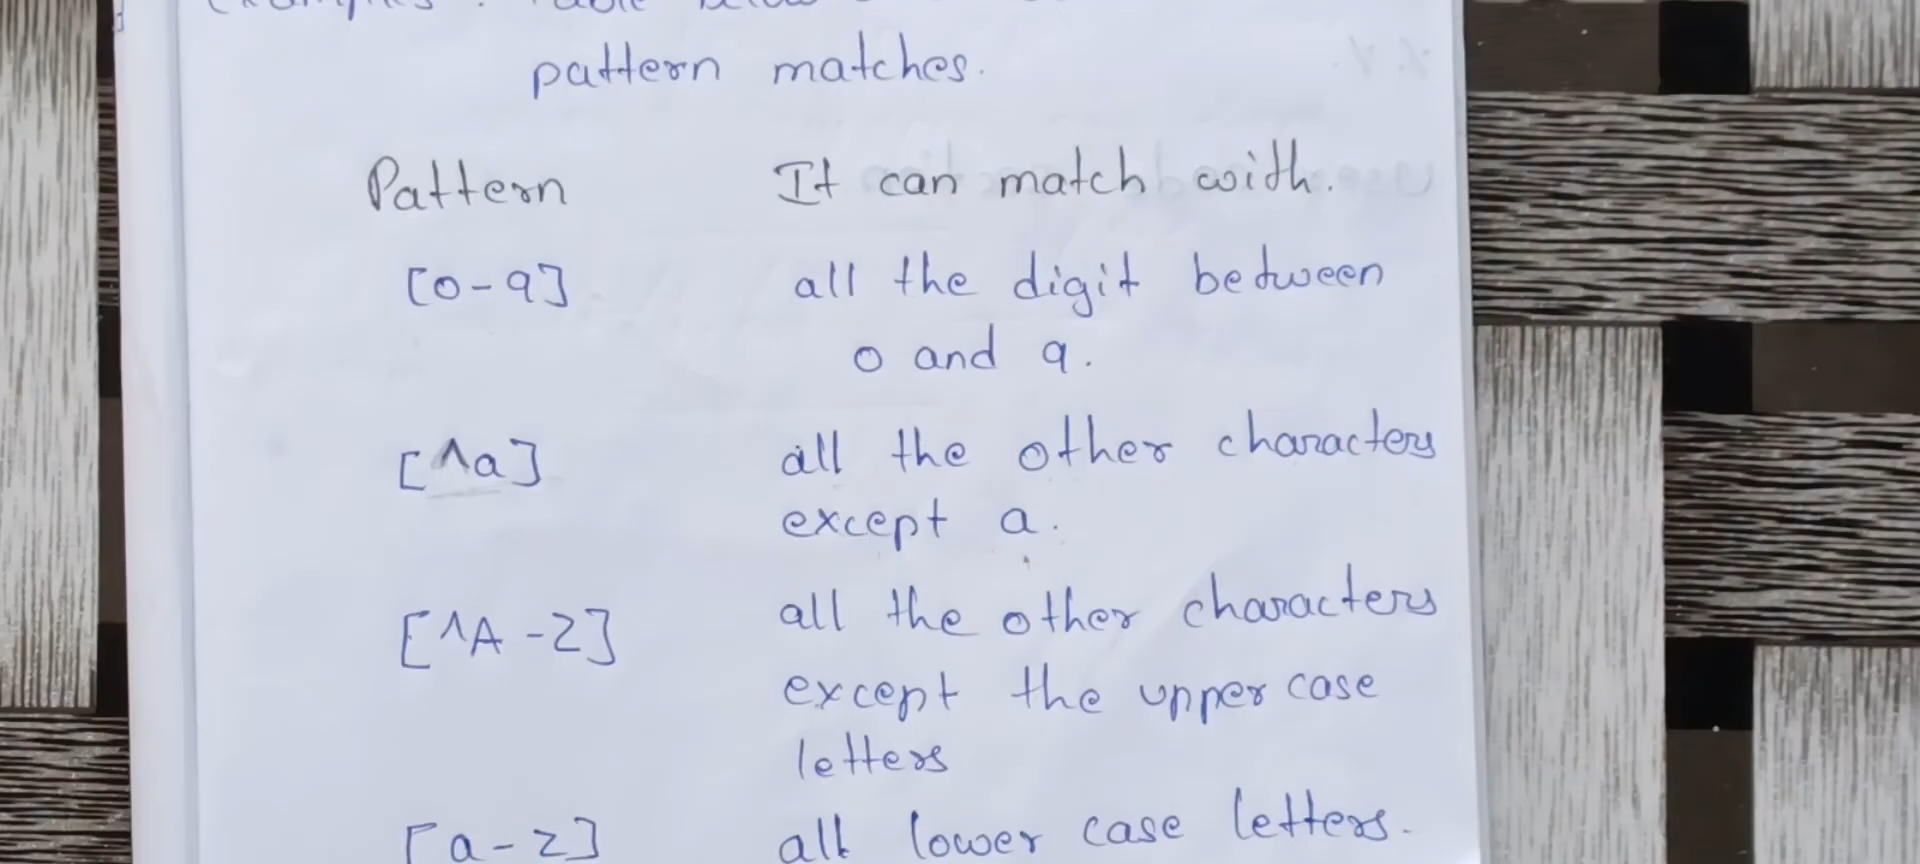 pattern matches.
Pattern It can match with.
[0-9] all the digit between
0 and 9.
[^a] all the other characters
except a.
[^A-Z] all the other characters
except the upper case
letters
[a-z] all lower case letters.